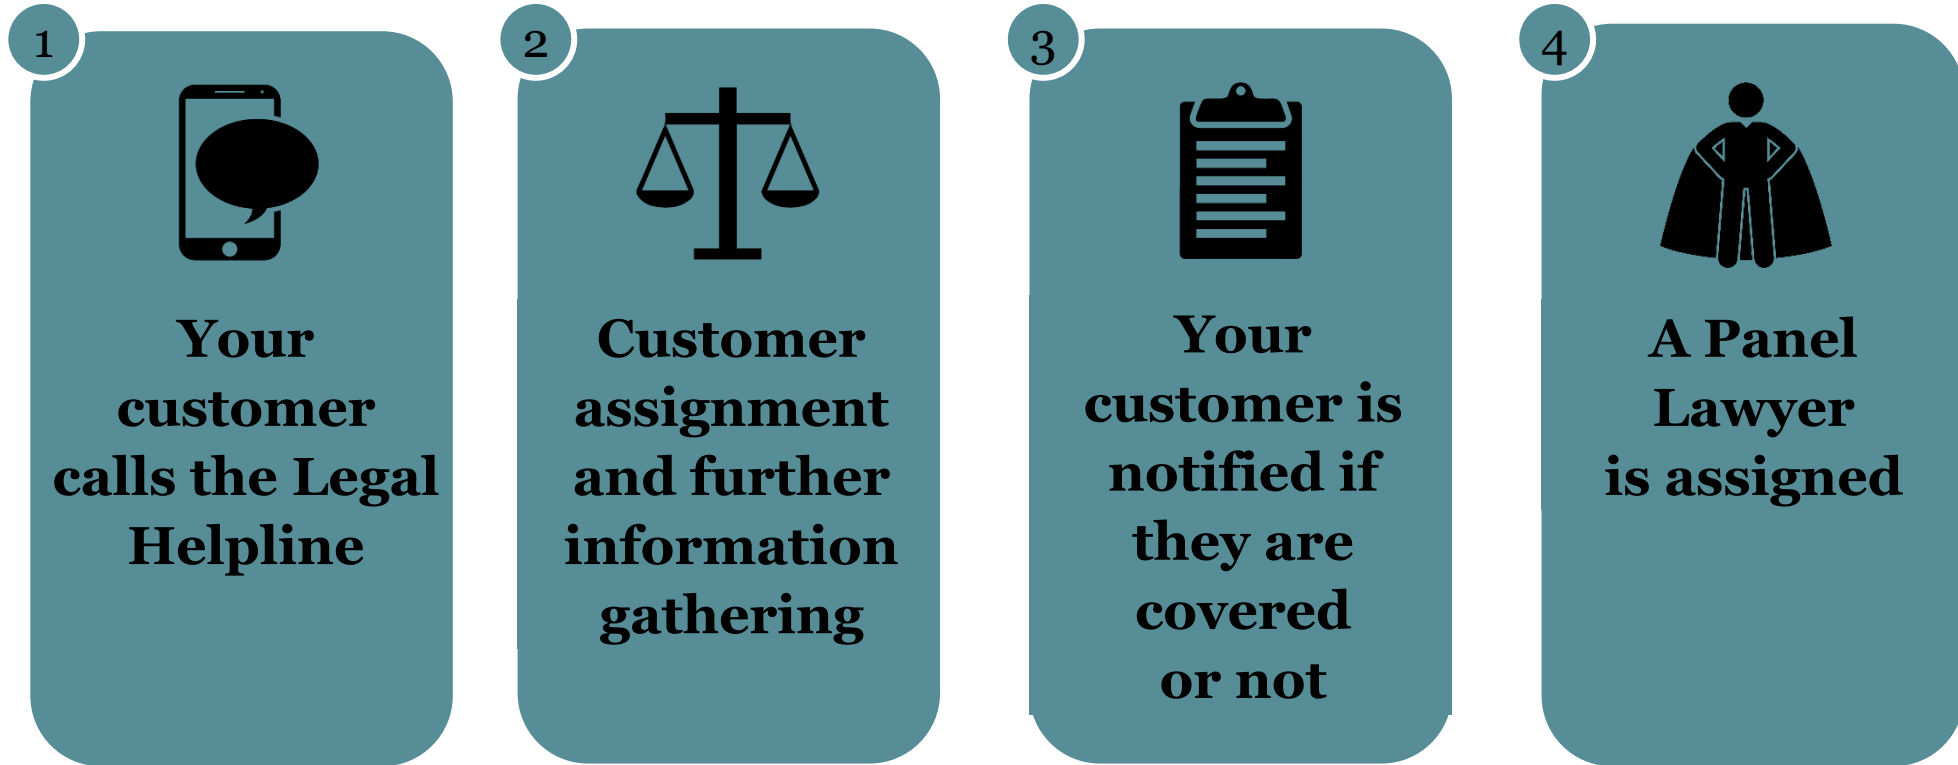 1
Your
customer
calls the Legal
Helpline
2
Customer
assignment
and further
information
gathering
3
Your
customer is
notified if
they are
covered
or not
4
A Panel
Lawyer
is assigned